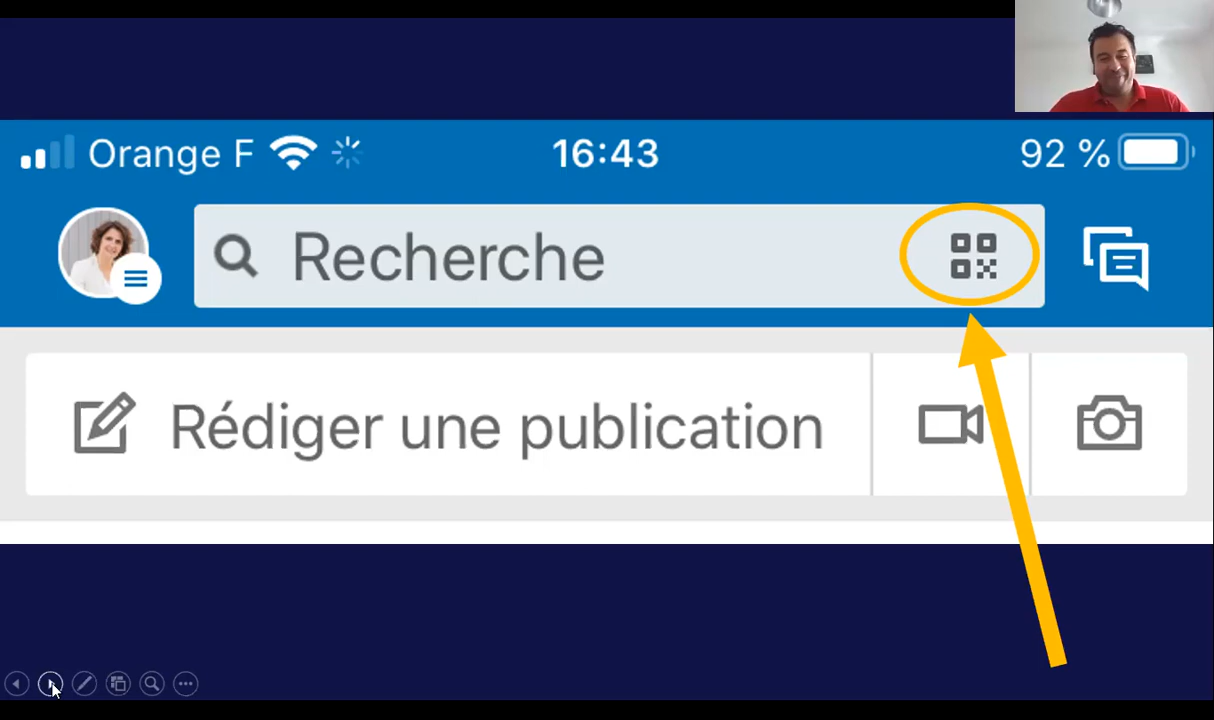 Orange F 16:43 92 %
Recherche
Rédiger une publication